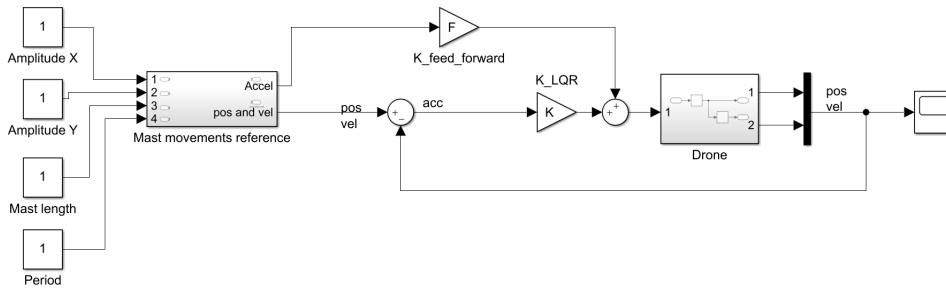 1
Amplitude X
1
Amplitude Y
1
Mast length
1
Period
1
2
3
4
Accel
pos and vel
Mast movements reference
F
K_feed_forward
pos
vel
+
−
acc
K_LQR
K
+
+
1
1
2
Drone
pos
vel